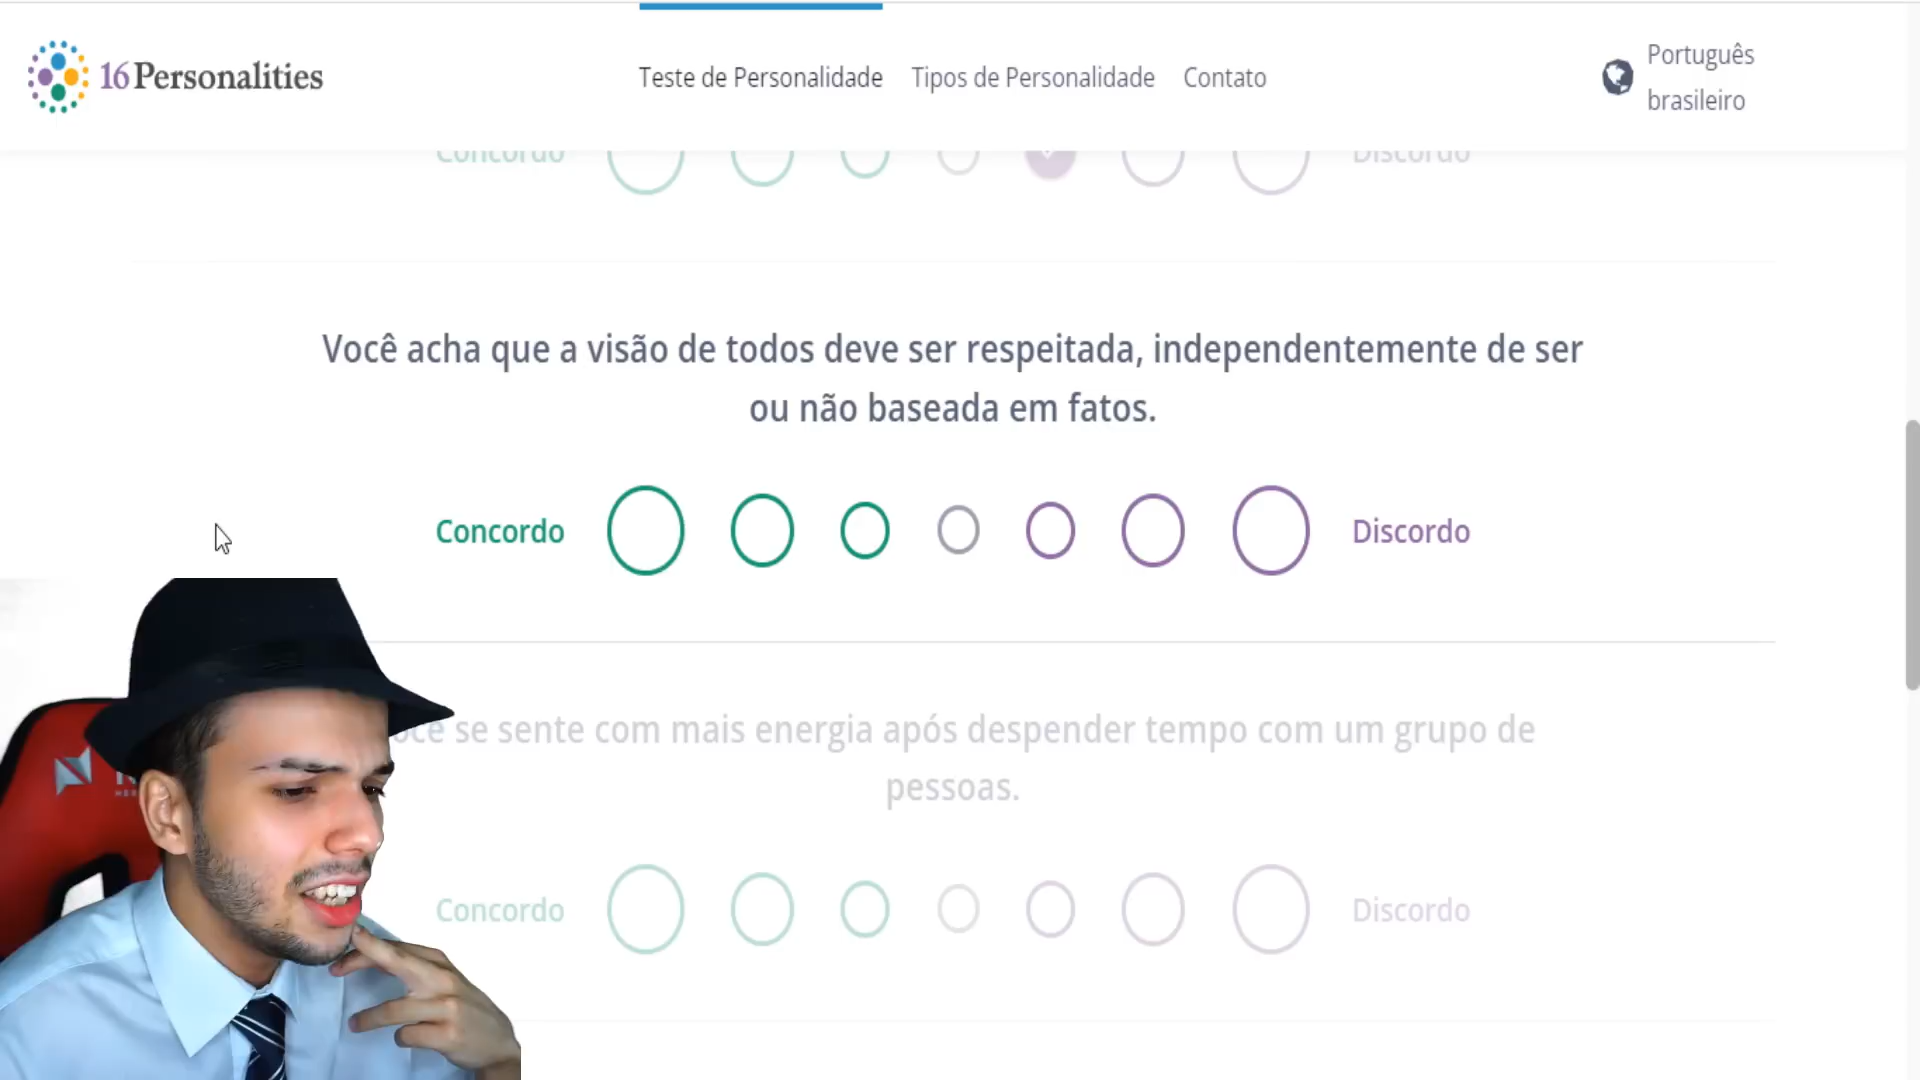 16Personalities
Teste de Personalidade
Tipos de Personalidade
Contato
Português
brasileiro
Concordo
Discordo
Você acha que a visão de todos deve ser respeitada, independentemente de ser
ou não baseada em fatos.
Concordo
Discordo
se sente com mais energia após despender tempo com um grupo de
pessoas.
Concordo
Discordo